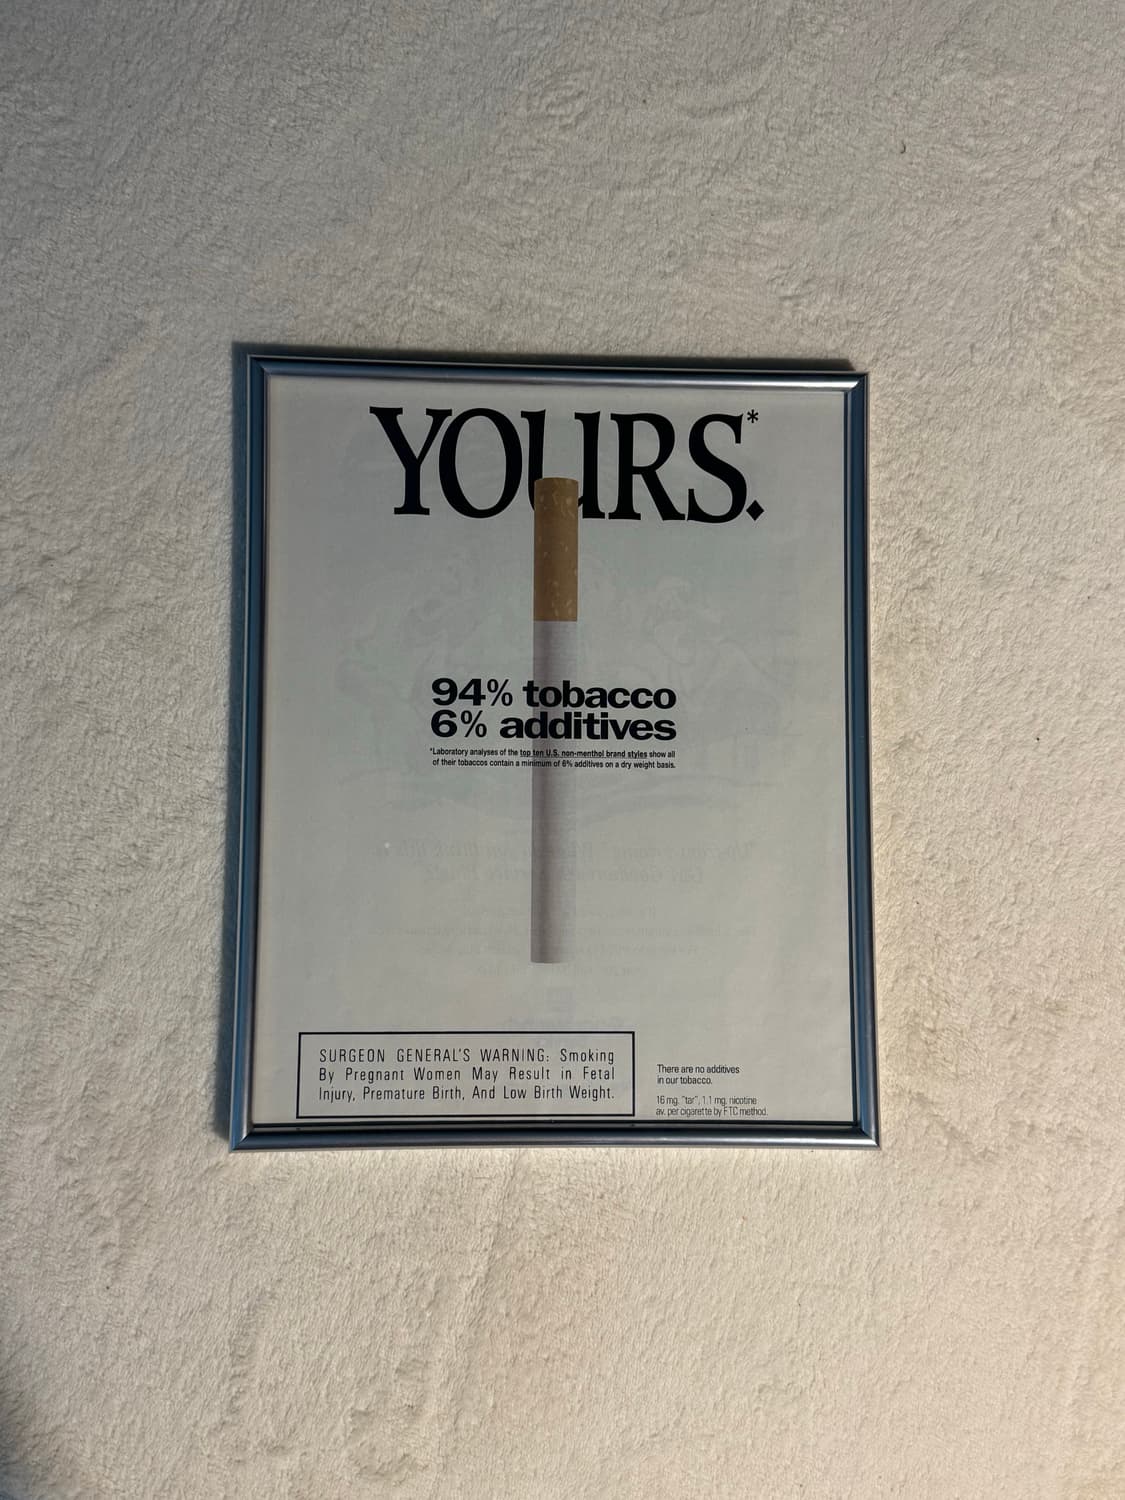 YOURS.*
94% tobacco
6% additives
*Laboratory analyses of the top ten U.S. non-menthol brand styles show all
of their tobaccos contain a minimum of 6% additives on a dry weight basis.
SURGEON GENERAL'S WARNING: Smoking
By Pregnant Women May Result in Fetal
Injury, Premature Birth, And Low Birth Weight.
There are no additives
in our tobacco.
16 mg. "tar", 1.1 mg. nicotine
av. per cigarette by FTC method.